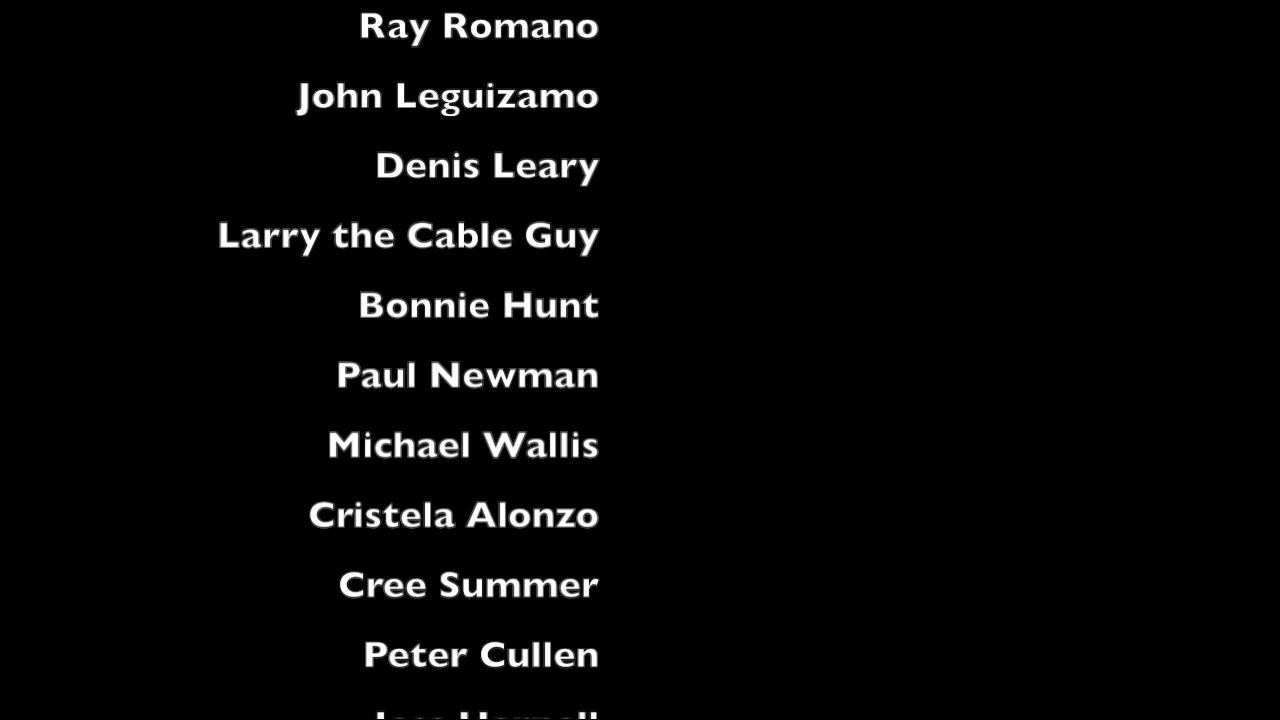 Ray Romano
John Leguizamo
Denis Leary
Larry the Cable Guy
Bonnie Hunt
Paul Newman
Michael Wallis
Cristela Alonzo
Cree Summer
Peter Cullen